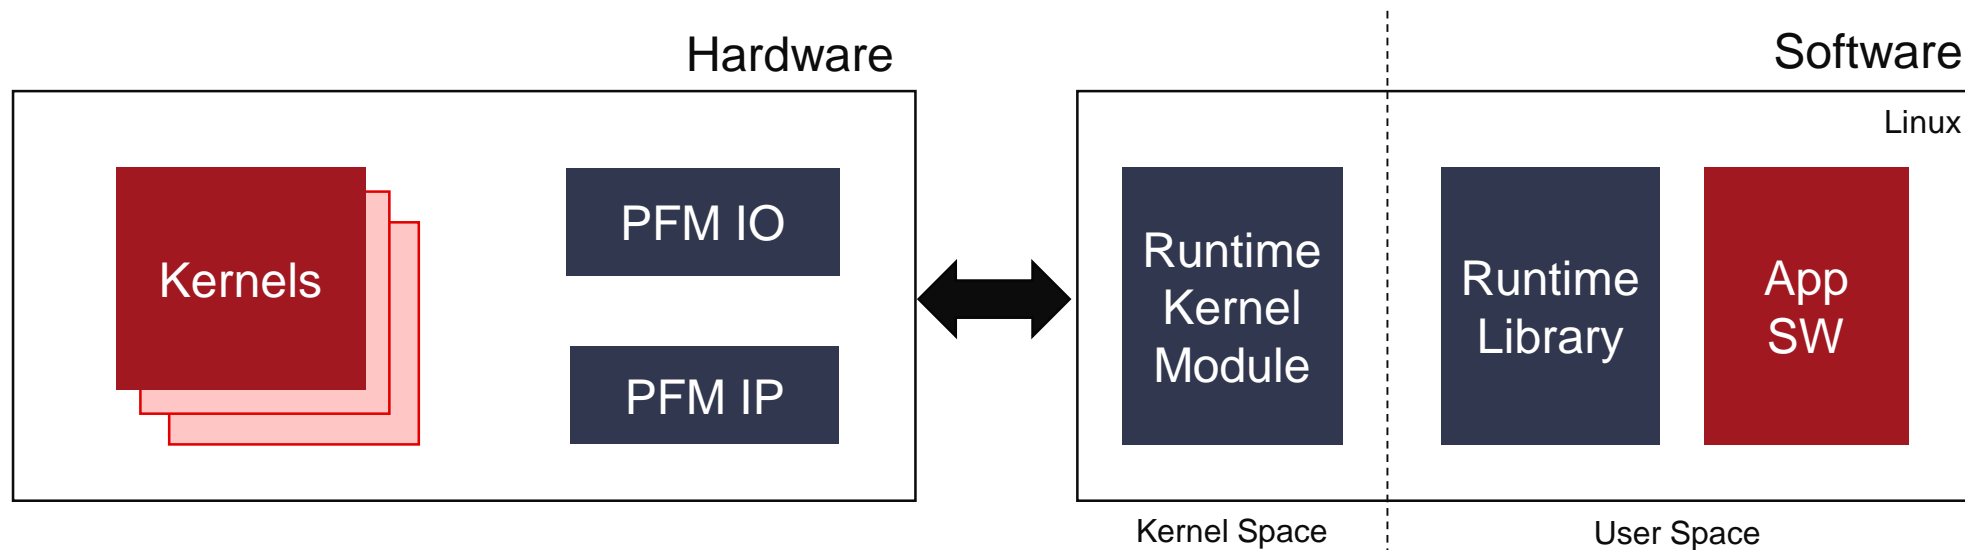 Hardware
Software
Linux
Kernels
PFM IO
PFM IP
Runtime
Kernel
Module
Runtime
Library
App
SW
Kernel Space
User Space